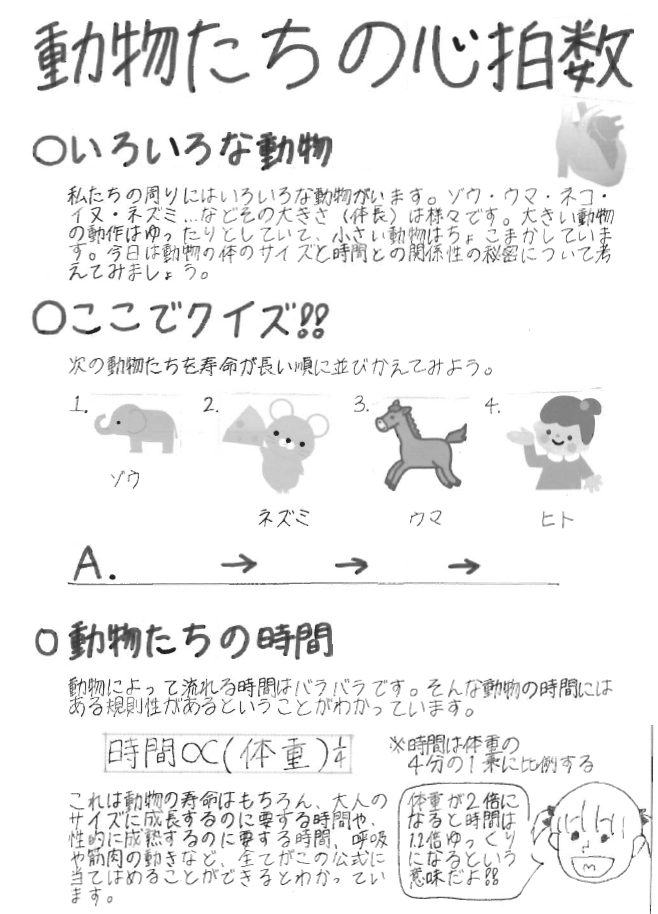 動物たちの心拍数
○いろいろな動物
私たちの周りにはいろいろな動物がいます。ゾウ・ウマ・ネコ・
イヌ・ネズミ…などその大きさ（体長）は様々です。大きい動物
の動作はゆったりとしていて、小さい動物はちょこまかしていま
す。今日は動物の体のサイズと時間との関係性の秘密について考
えてみましょう。
○ここでクイズ!!
次の動物たちを寿命が長い順に並びかえてみよう。
1. 2. 3. 4.
ゾウ
ネズミ ウマ ヒト
A. → → →
○動物たちの時間
動物によって流れる時間はバラバラです。そんな動物の時間には
ある規則性があるということがわかっています。
時間∝(体重)¼
※時間は体重の
4分の1乗に比例する
これは動物の寿命はもちろん、大人の
サイズに成長するのに要する時間や、
性的に成熟するのに要する時間、呼吸
や筋肉の動きなど、全てがこの公式に
当てはめることができるとわかってい
ます。
体重が2倍に
なると時間は
1.2倍ゆっくり
になるという
意味だよ!!